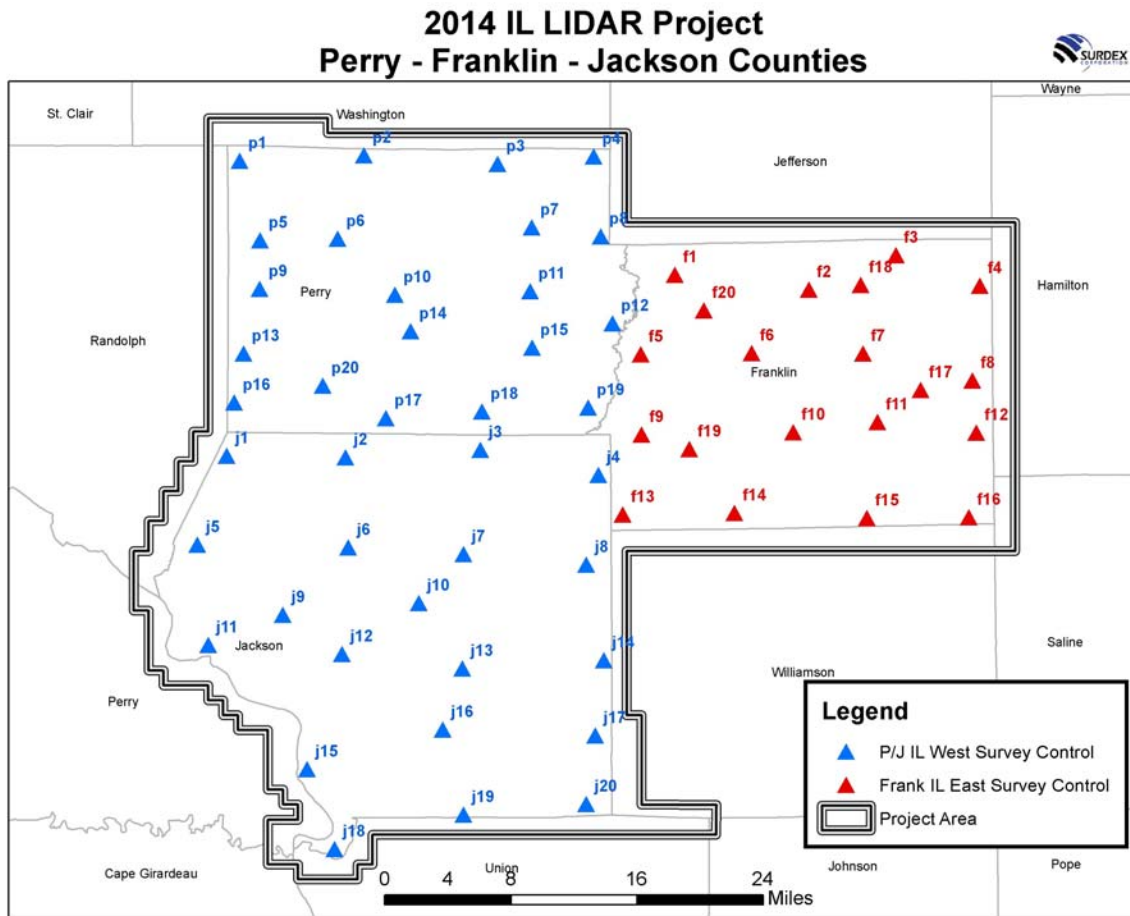 2014 IL LIDAR Project
Perry - Franklin - Jackson Counties
SURDEX
CORPORATION
Wayne
St. Clair
Washington
p1
p2
p3
p4
Jefferson
p5
p6
p7
p8
f1
f2
f18
f3
f4
Hamilton
p9
Perry
p10
p11
p12
f20
Randolph
p13
p14
p15
f5
f6
f7
Franklin
f17
f8
p16
p20
p17
p18
p19
f9
f19
f10
f11
f12
j1
j2
j3
j4
f13
f14
f15
f16
j5
j6
j7
j8
j9
j10
j11
Jackson
j12
j13
j14
Williamson
Saline
Perry
j16
j17
j15
j18
j19
j20
Cape Girardeau
Union
Johnson
Pope
Legend
P/J IL West Survey Control
Frank IL East Survey Control
Project Area
0 4 8 16 24
Miles